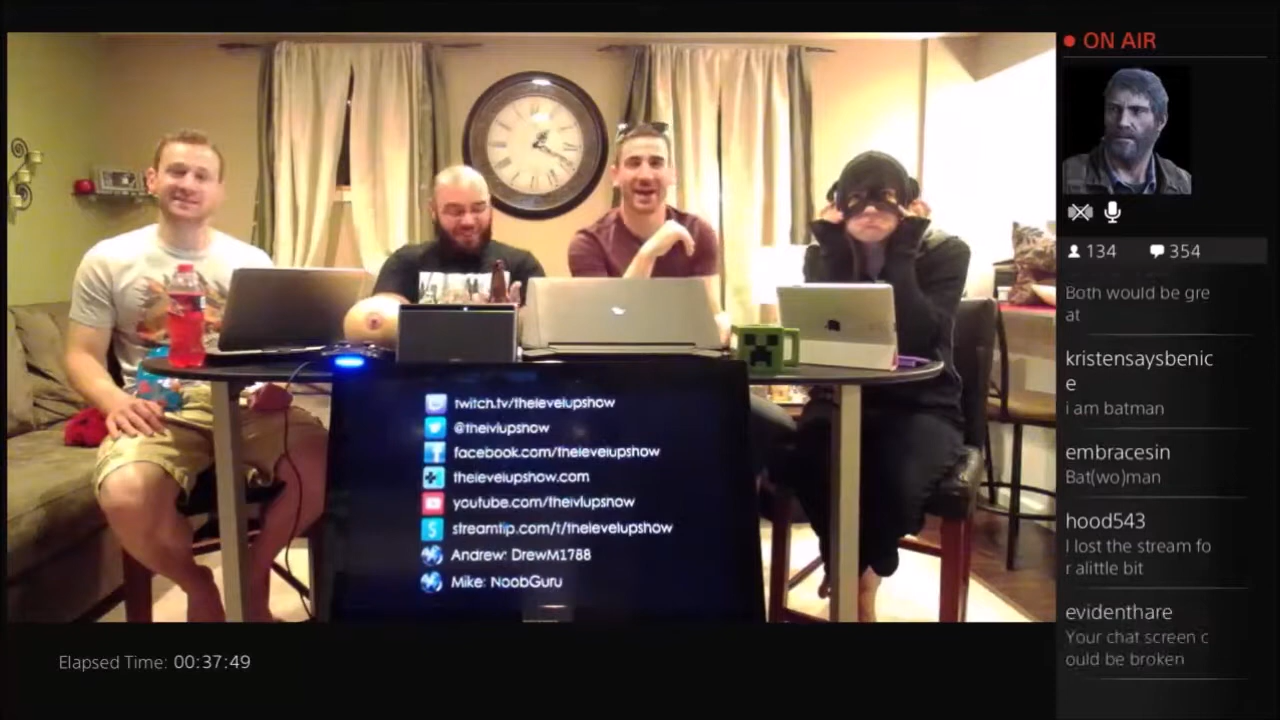 ON AIR
134 354
Both would be gre
at
kristensaysbenic
e
i am batman
embracesin
Bat(wo)man
hood543
I lost the stream fo
r alittle bit
evidenthare
Your chat screen c
ould be broken
twitch.tv/thelevelupshow
@thelvlupshow
facebook.com/thelevelupshow
thelevelupshow.com
youtube.com/thelvlupshow
S streamtip.com/t/thelevelupshow
Andrew: DrewM1788
Mike: NoobGuru
Elapsed Time: 00:37:49